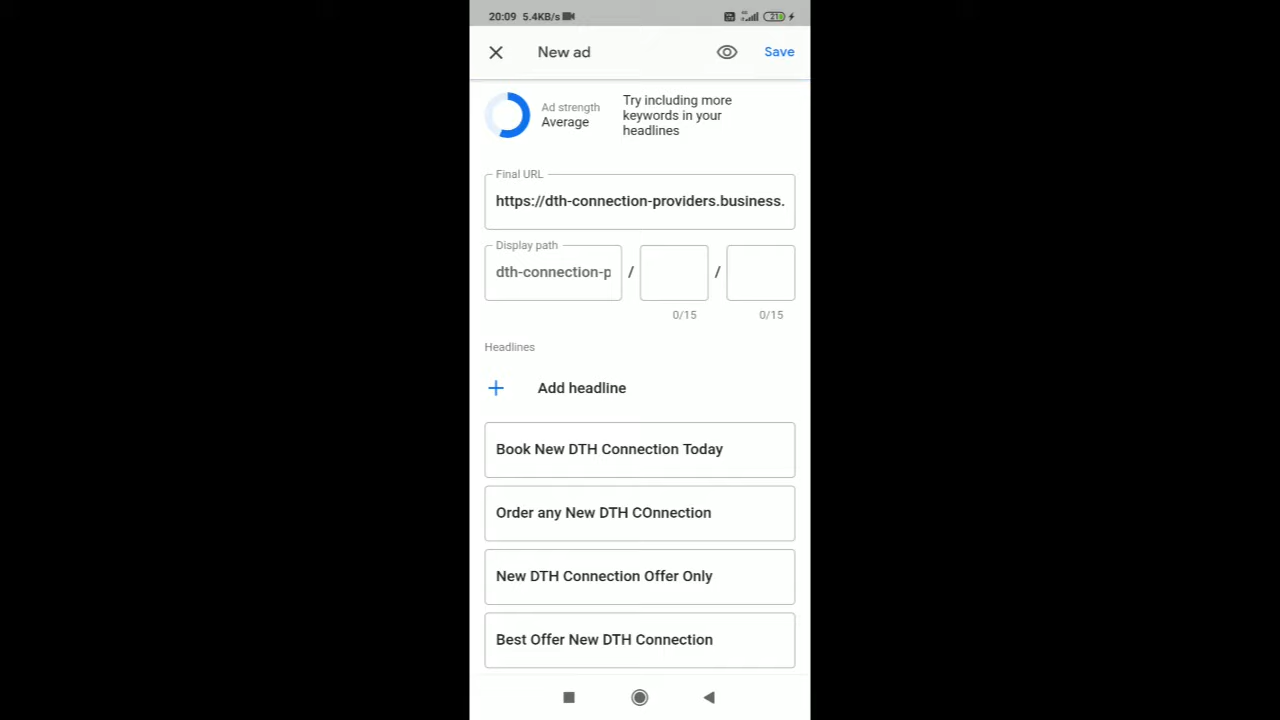 20:09 5.4KB/s
New ad
Save
Ad strength
Average
Try including more
keywords in your
headlines
Final URL
https://dth-connection-providers.business.
Display path
dth-connection-p / /
0/15 0/15
Headlines
+ Add headline
Book New DTH Connection Today
Order any New DTH COnnection
New DTH Connection Offer Only
Best Offer New DTH Connection